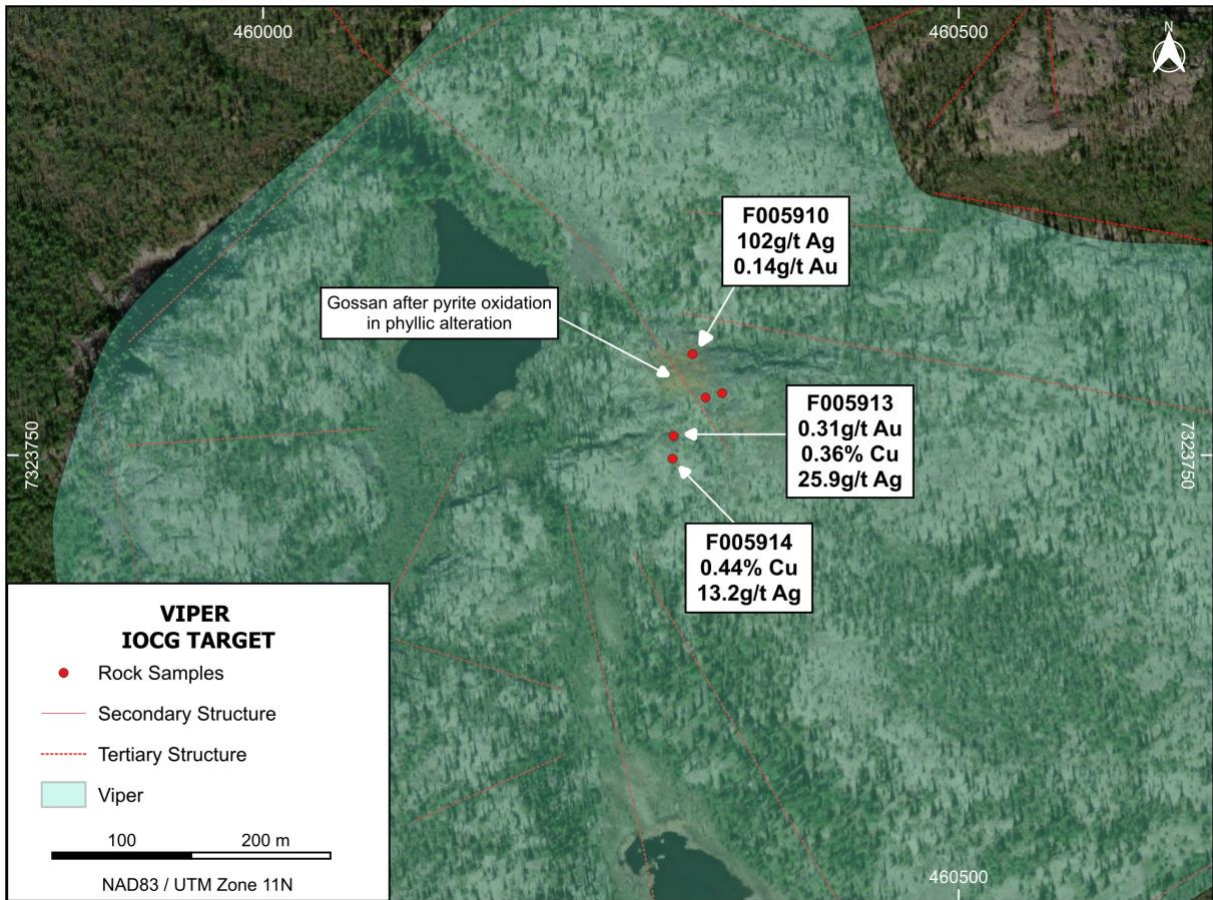 460000
460500
N
F005910
102g/t Ag
0.14g/t Au
Gossan after pyrite oxidation
in phyllic alteration
F005913
0.31g/t Au
0.36% Cu
25.9g/t Ag
7323750
7323750
F005914
0.44% Cu
13.2g/t Ag
VIPER
IOCG TARGET
Rock Samples
Secondary Structure
Tertiary Structure
Viper
100
200 m
NAD83 / UTM Zone 11N
460500